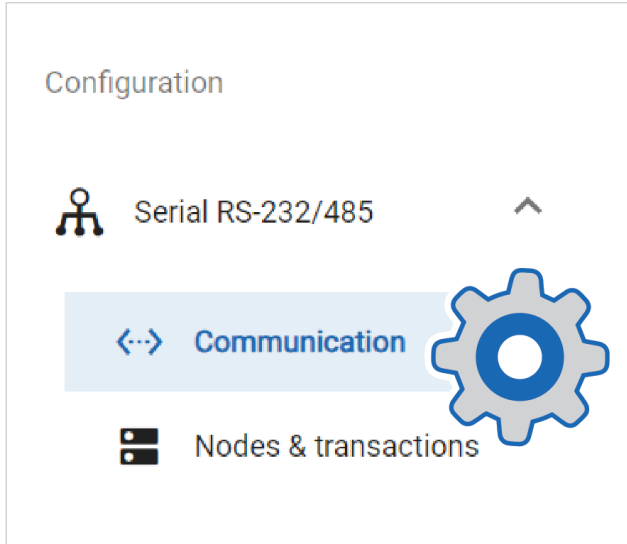 Configuration
Serial RS-232/485
Communication
Nodes & transactions